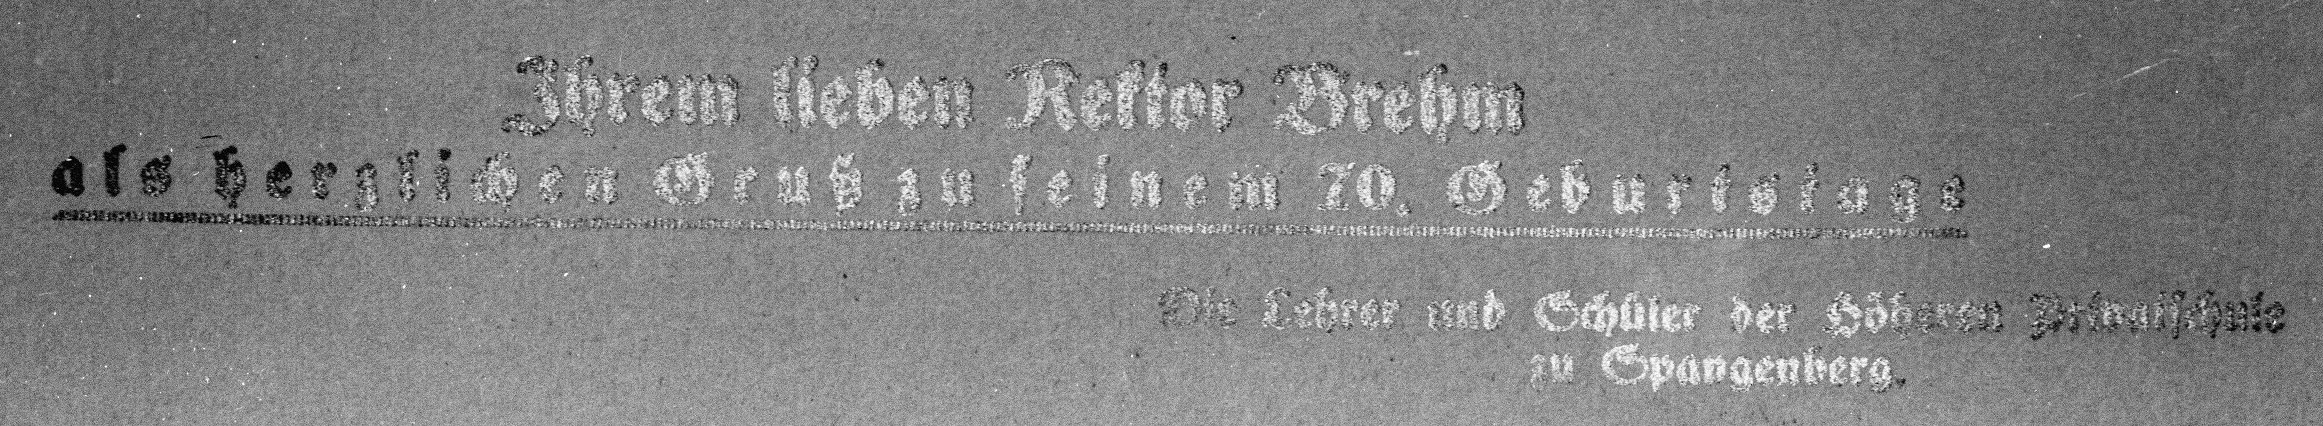 Ihrem lieben Rektor Brehm
als herzlichen Gruß zu seinem 70. Geburtstage
Die Lehrer und Schüler der Höheren Privatschule
zu Spangenberg.